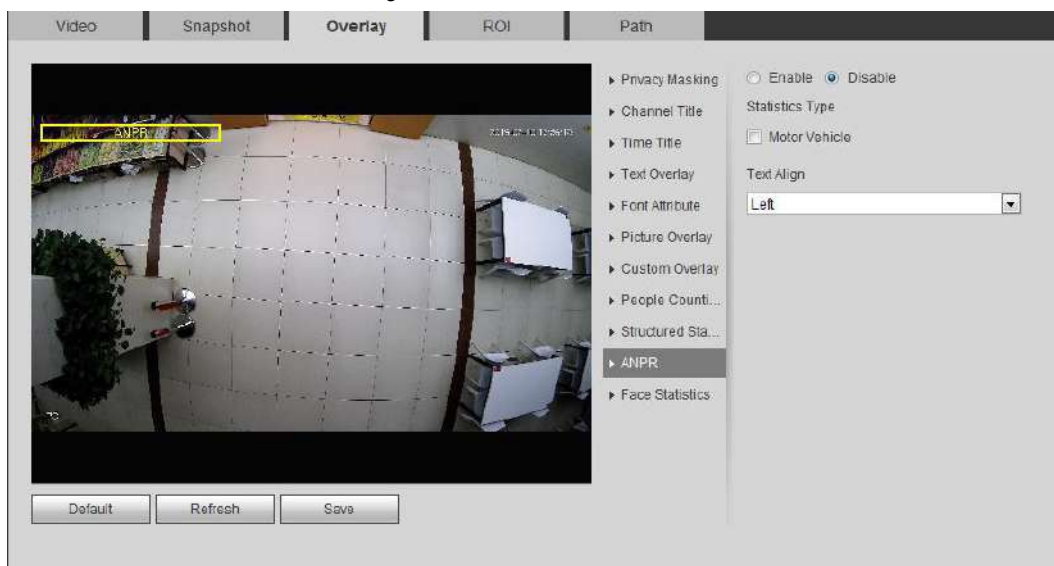 Video Snapshot Overlay ROI Path
ANPR
Privacy Masking
Channel Title
Time Title
Text Overlay
Font Attribute
Picture Overlay
Custom Overlay
People Counti...
Structured Sta...
ANPR
Face Statistics
Enable Disable
Statistics Type
Motor Vehicle
Text Align
Left
Default Refresh Save